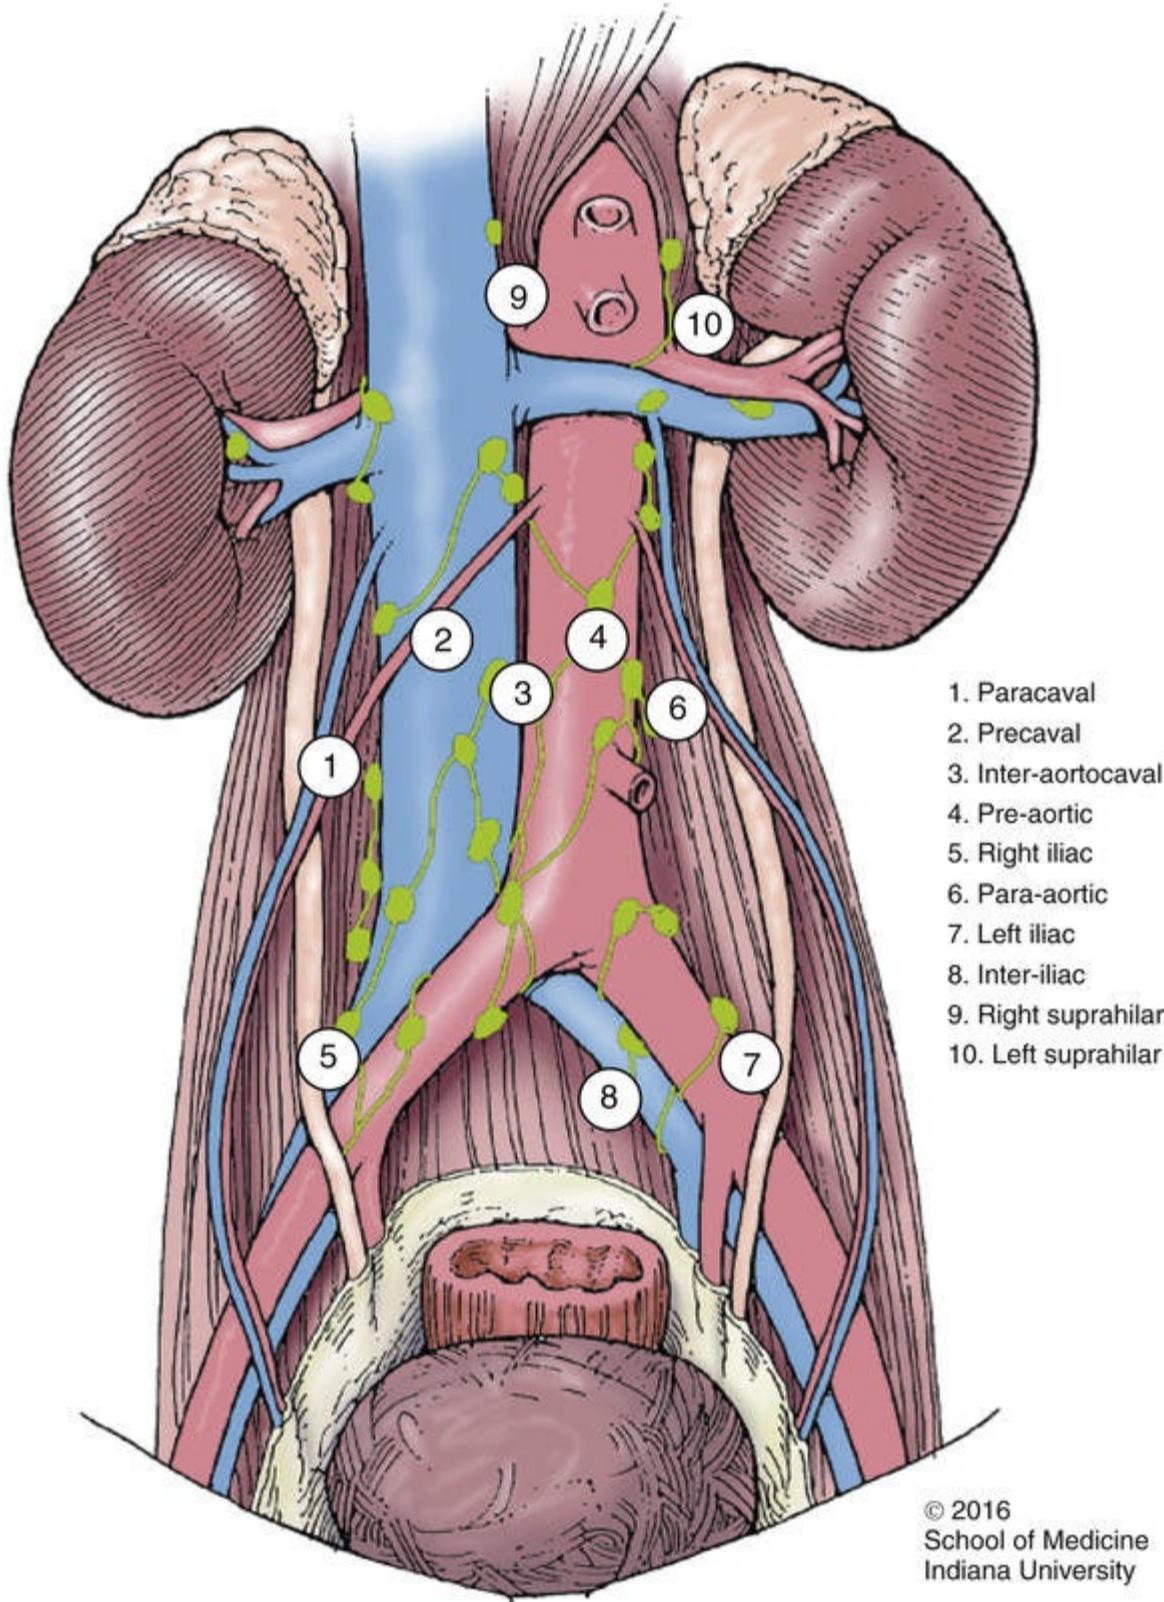 9
10
2
4
3
6
1
1. Paracaval
2. Precaval
3. Inter-aortocaval
4. Pre-aortic
5. Right iliac
6. Para-aortic
7. Left iliac
8. Inter-iliac
9. Right suprahilar
10. Left suprahilar
5
7
8
© 2016
School of Medicine
Indiana University